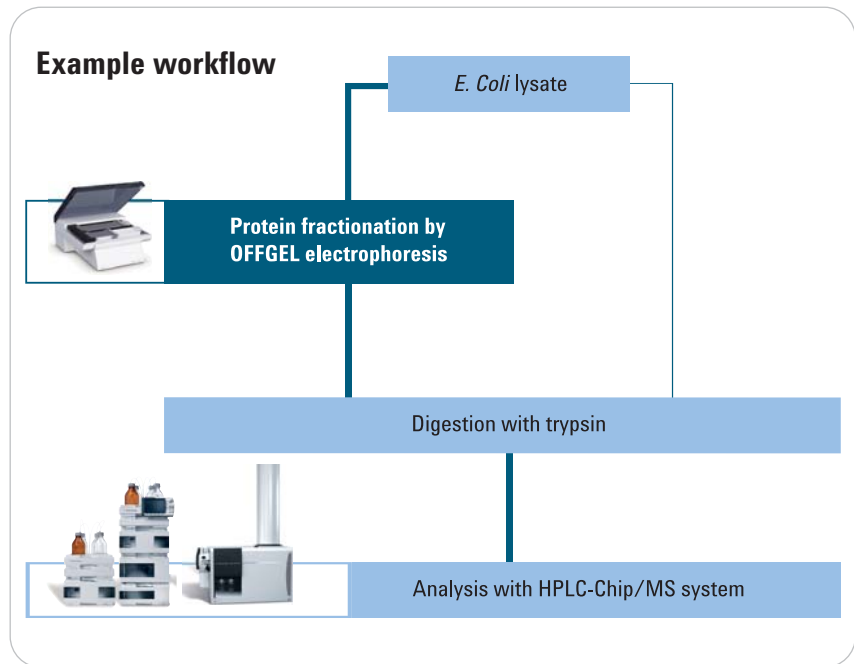 Example workflow
E. Coli lysate
Protein fractionation by
OFFGEL electrophoresis
Digestion with trypsin
Analysis with HPLC-Chip/MS system